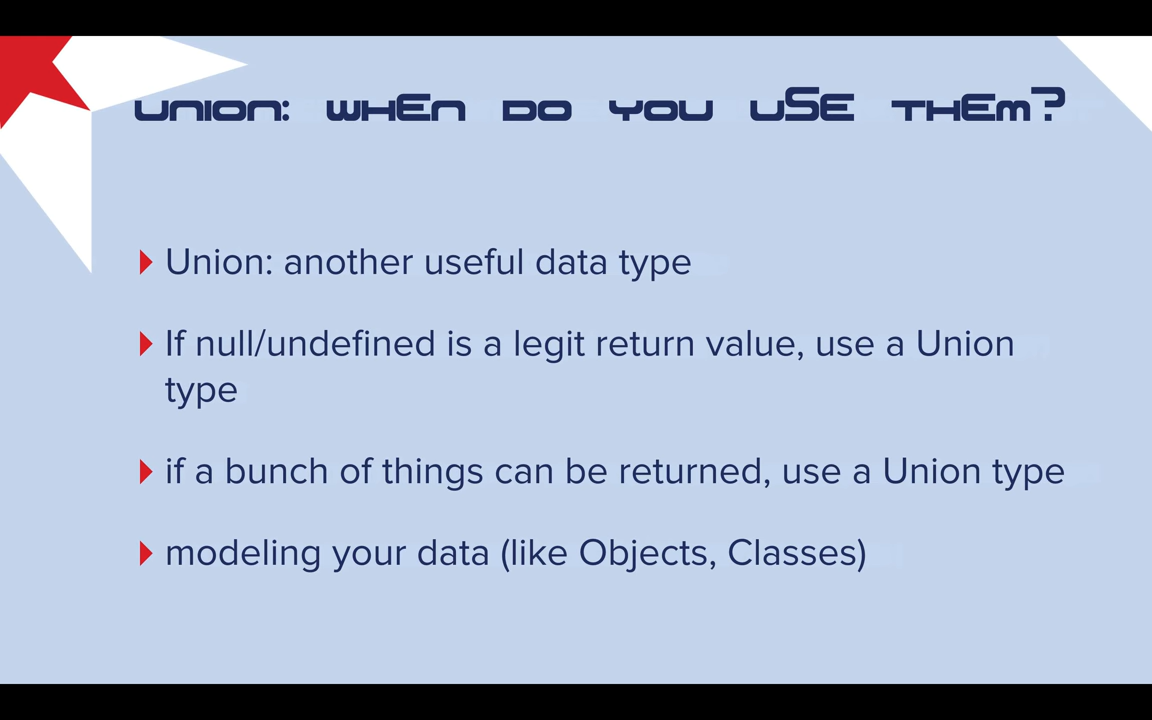 Union: When do you use them?
Union: another useful data type
If null/undefined is a legit return value, use a Union
type
if a bunch of things can be returned, use a Union type
modeling your data (like Objects, Classes)